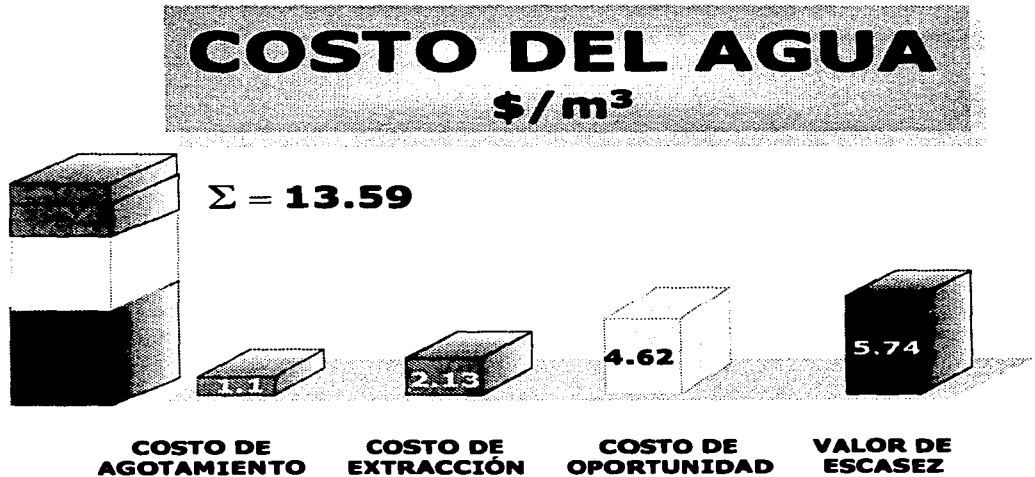 COSTO DEL AGUA
$/m³
Σ = 13.59
1.1
2.13
4.62
5.74
COSTO DE
AGOTAMIENTO
COSTO DE
EXTRACCIÓN
COSTO DE
OPORTUNIDAD
VALOR DE
ESCASEZ